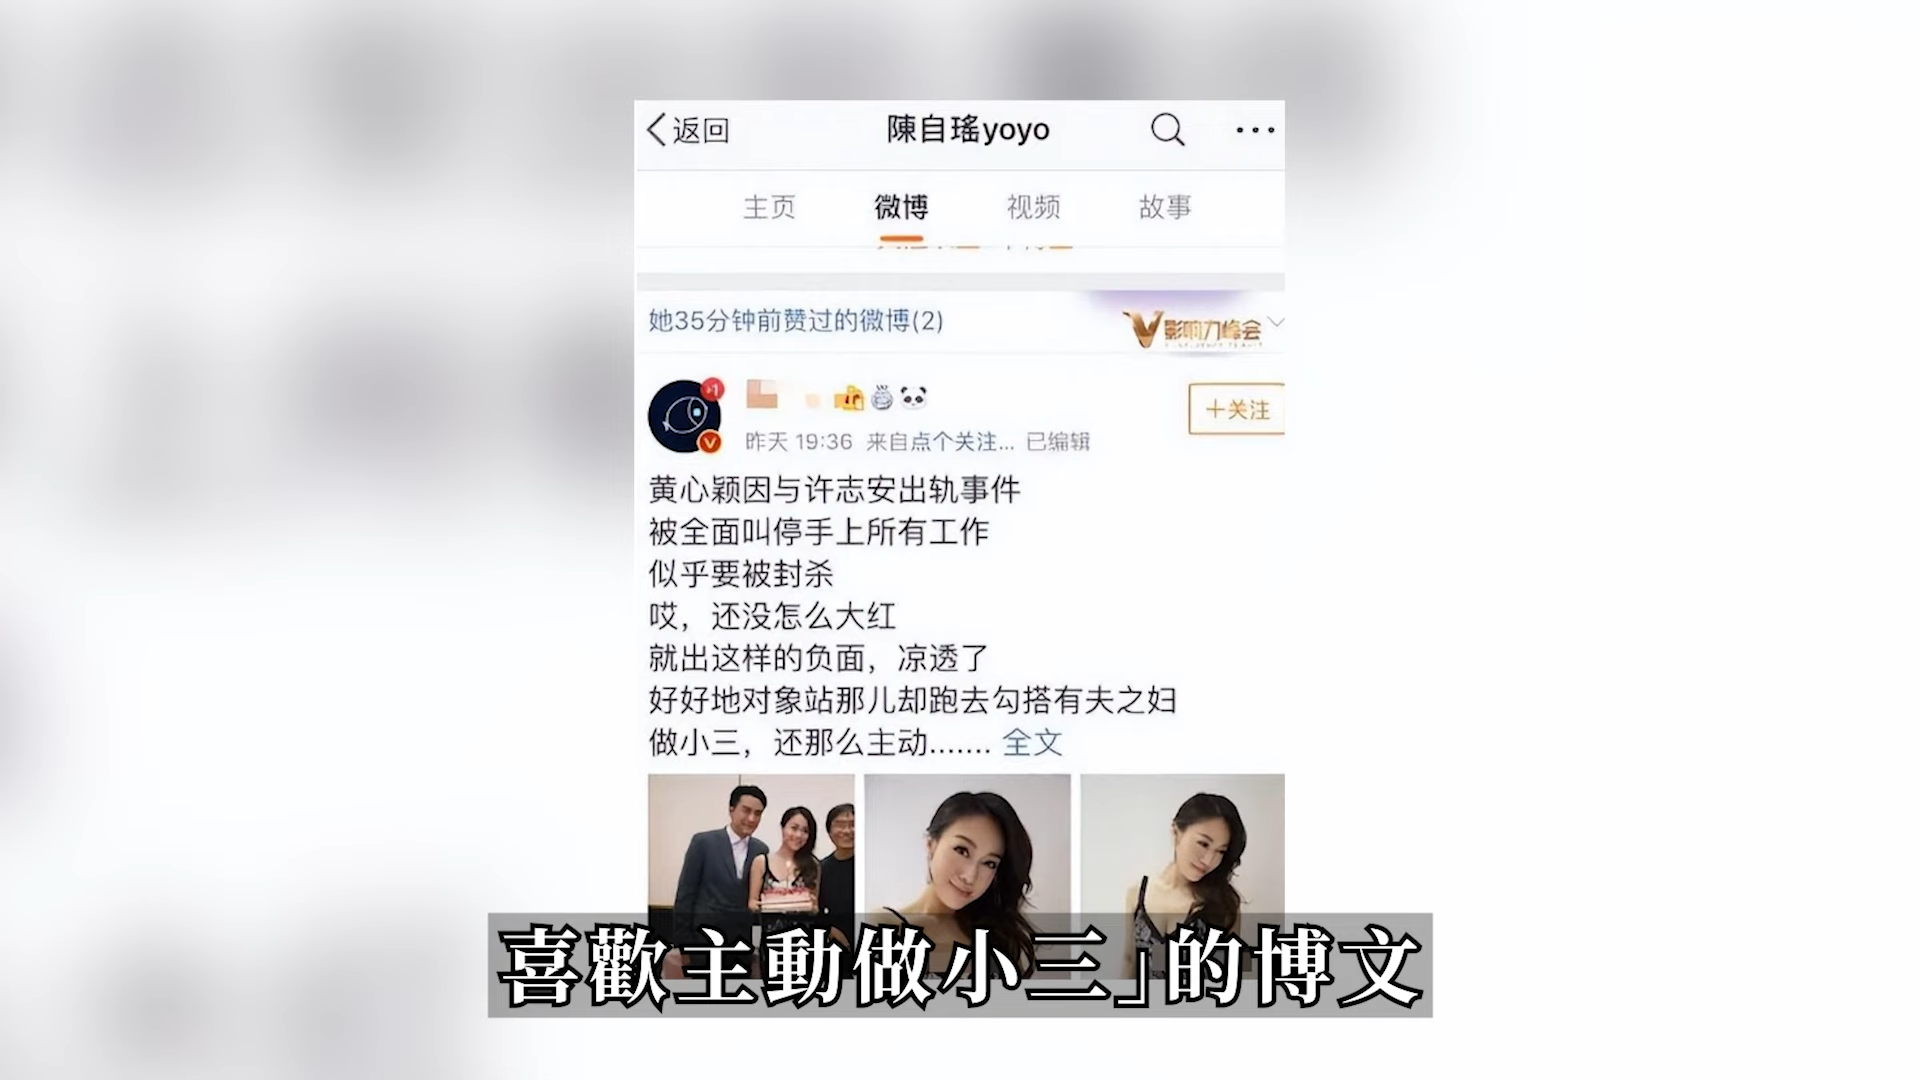 返回
陳自瑤yoyo
主页
微博
视频
故事
她35分钟前赞过的微博(2)
V影响力峰会
+1
+关注
昨天 19:36 来自点个关注... 已编辑
黄心颖因与许志安出轨事件
被全面叫停手上所有工作
似乎要被封杀
哎，还没怎么大红
就出这样的负面，凉透了
好好地对象站那儿却跑去勾搭有夫之妇
做小三，还那么主动....... 全文
喜歡主動做小三」的博文